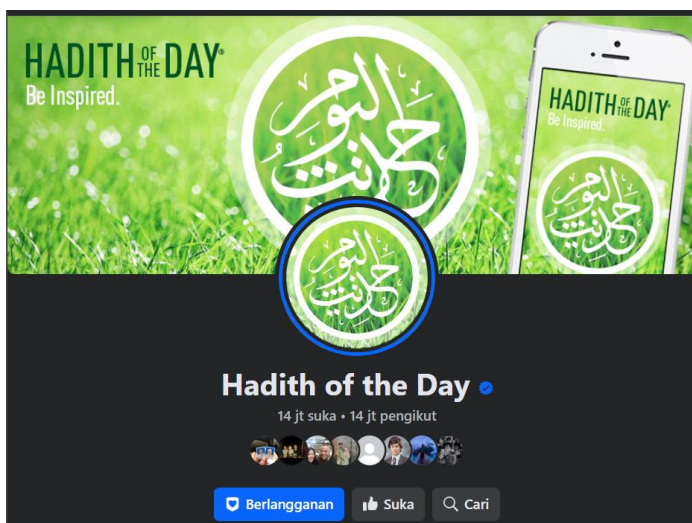 HADITH OF THE DAY®
Be Inspired.
حديث اليوم
HADITH OF THE DAY®
Be Inspired.
حديث اليوم
حديث اليوم
Hadith of the Day
14 jt suka • 14 jt pengikut
Berlangganan
Suka
Cari